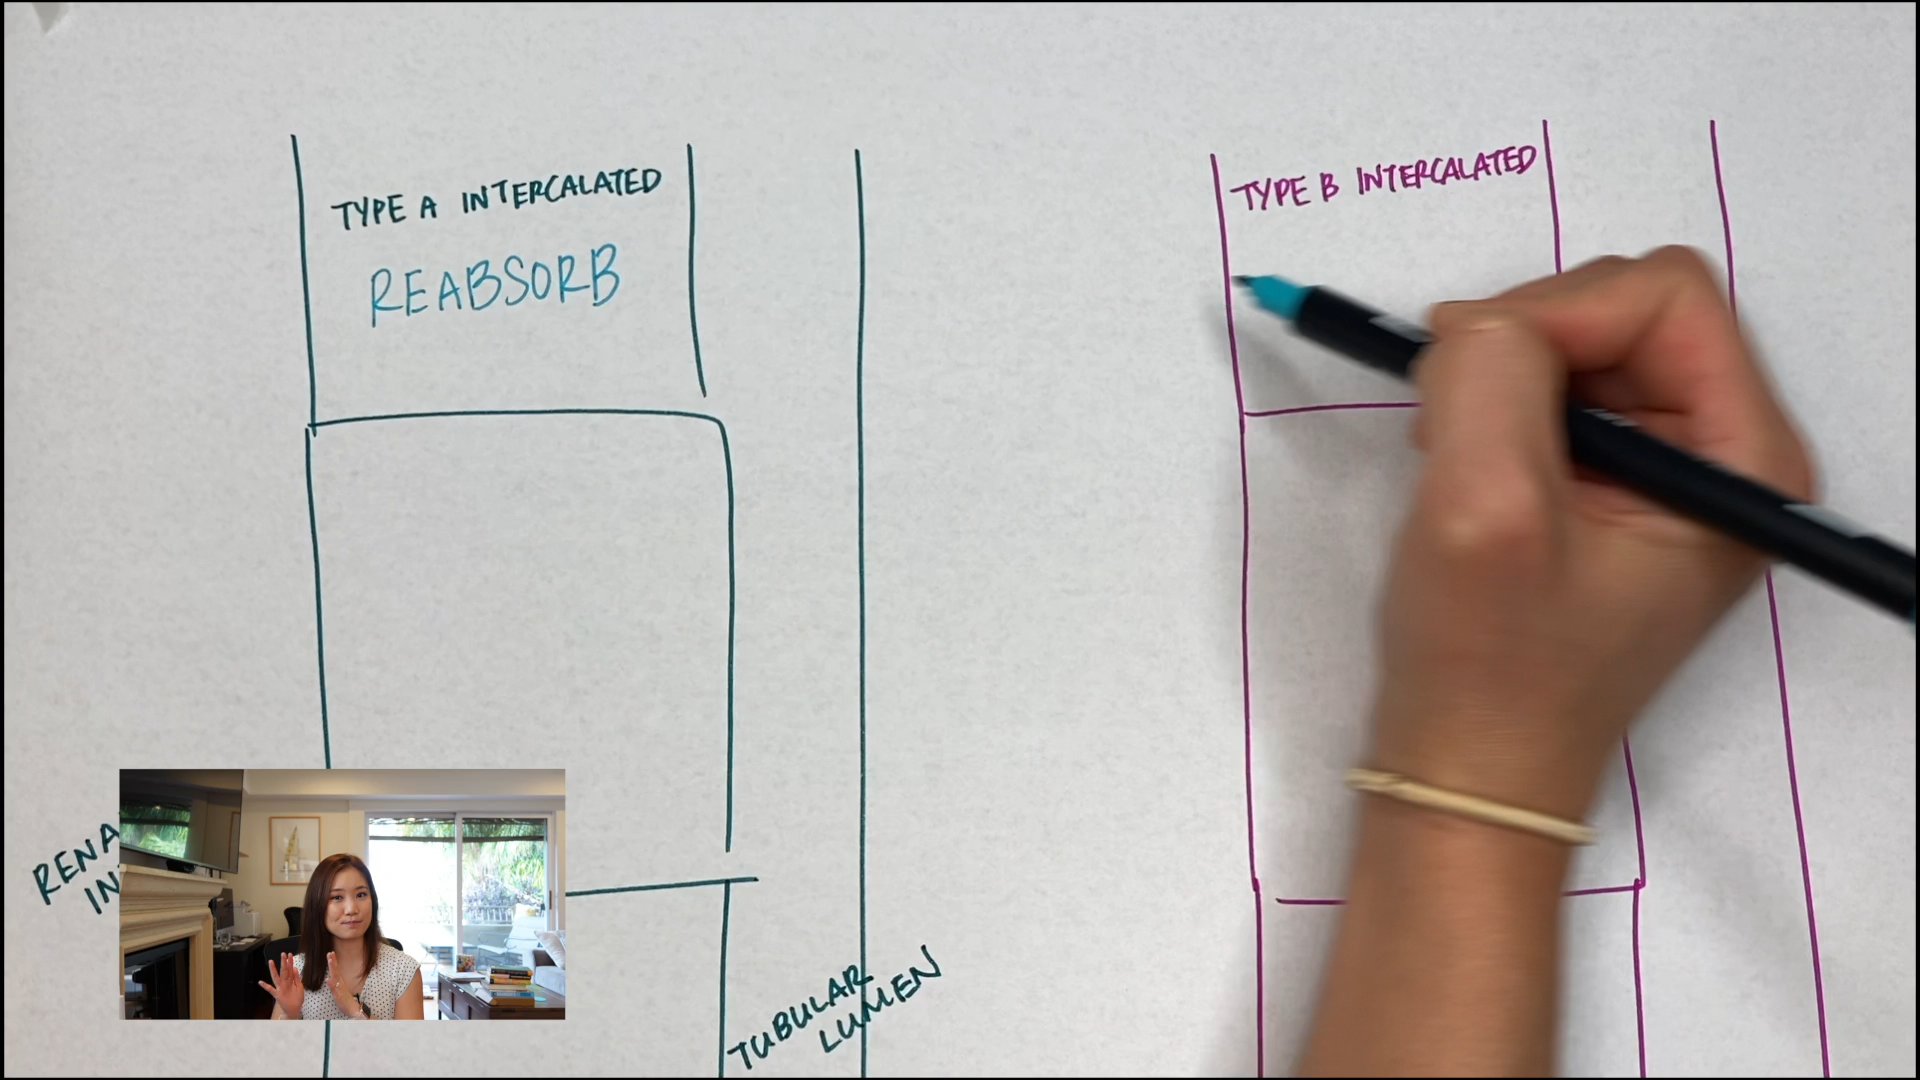 TYPE A INTERCALATED
REABSORB
TYPE B INTERCALATED
TUBULAR
LUMEN